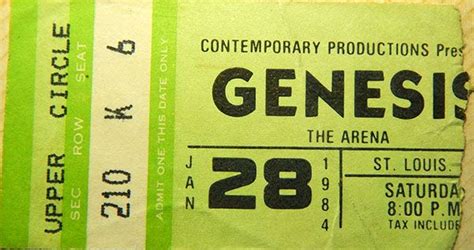 UPPER CIRCLE 210 K 6
SEC ROW SEAT
ADMIT ONE THIS DATE ONLY
CONTEMPORARY PRODUCTIONS Pres
GENESIS
THE ARENA
JAN 28 1984
ST. LOUIS,
SATURDA
8:00 P.M
TAX INCLUDE